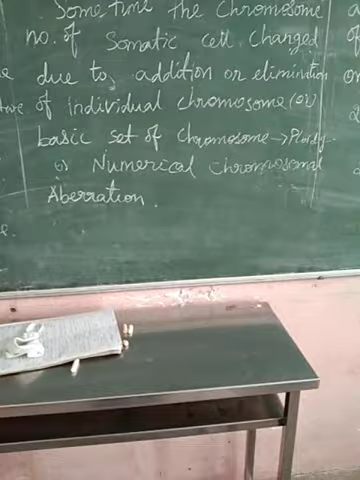 Some time the Chromosome
no. of Somatic cell changed
due to, addition or elimination
of individual chromosome (or)
basic set of Chromosome → Ploidy
Numerical Chromosomal
Aberration.